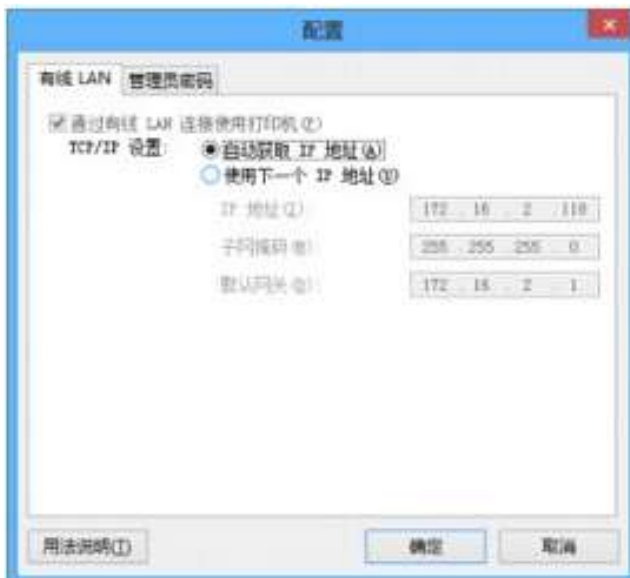 配置
有线 LAN 管理员密码
通过有线 LAN 连接使用打印机(P)
TCP/IP 设置: 自动获取 IP 地址(A)
使用下一个 IP 地址(U)
IP 地址(I): 172 . 16 . 2 . 118
子网掩码(B): 255 . 255 . 255 . 0
默认网关(D): 172 . 16 . 2 . 1
用法说明(I) 确定 取消